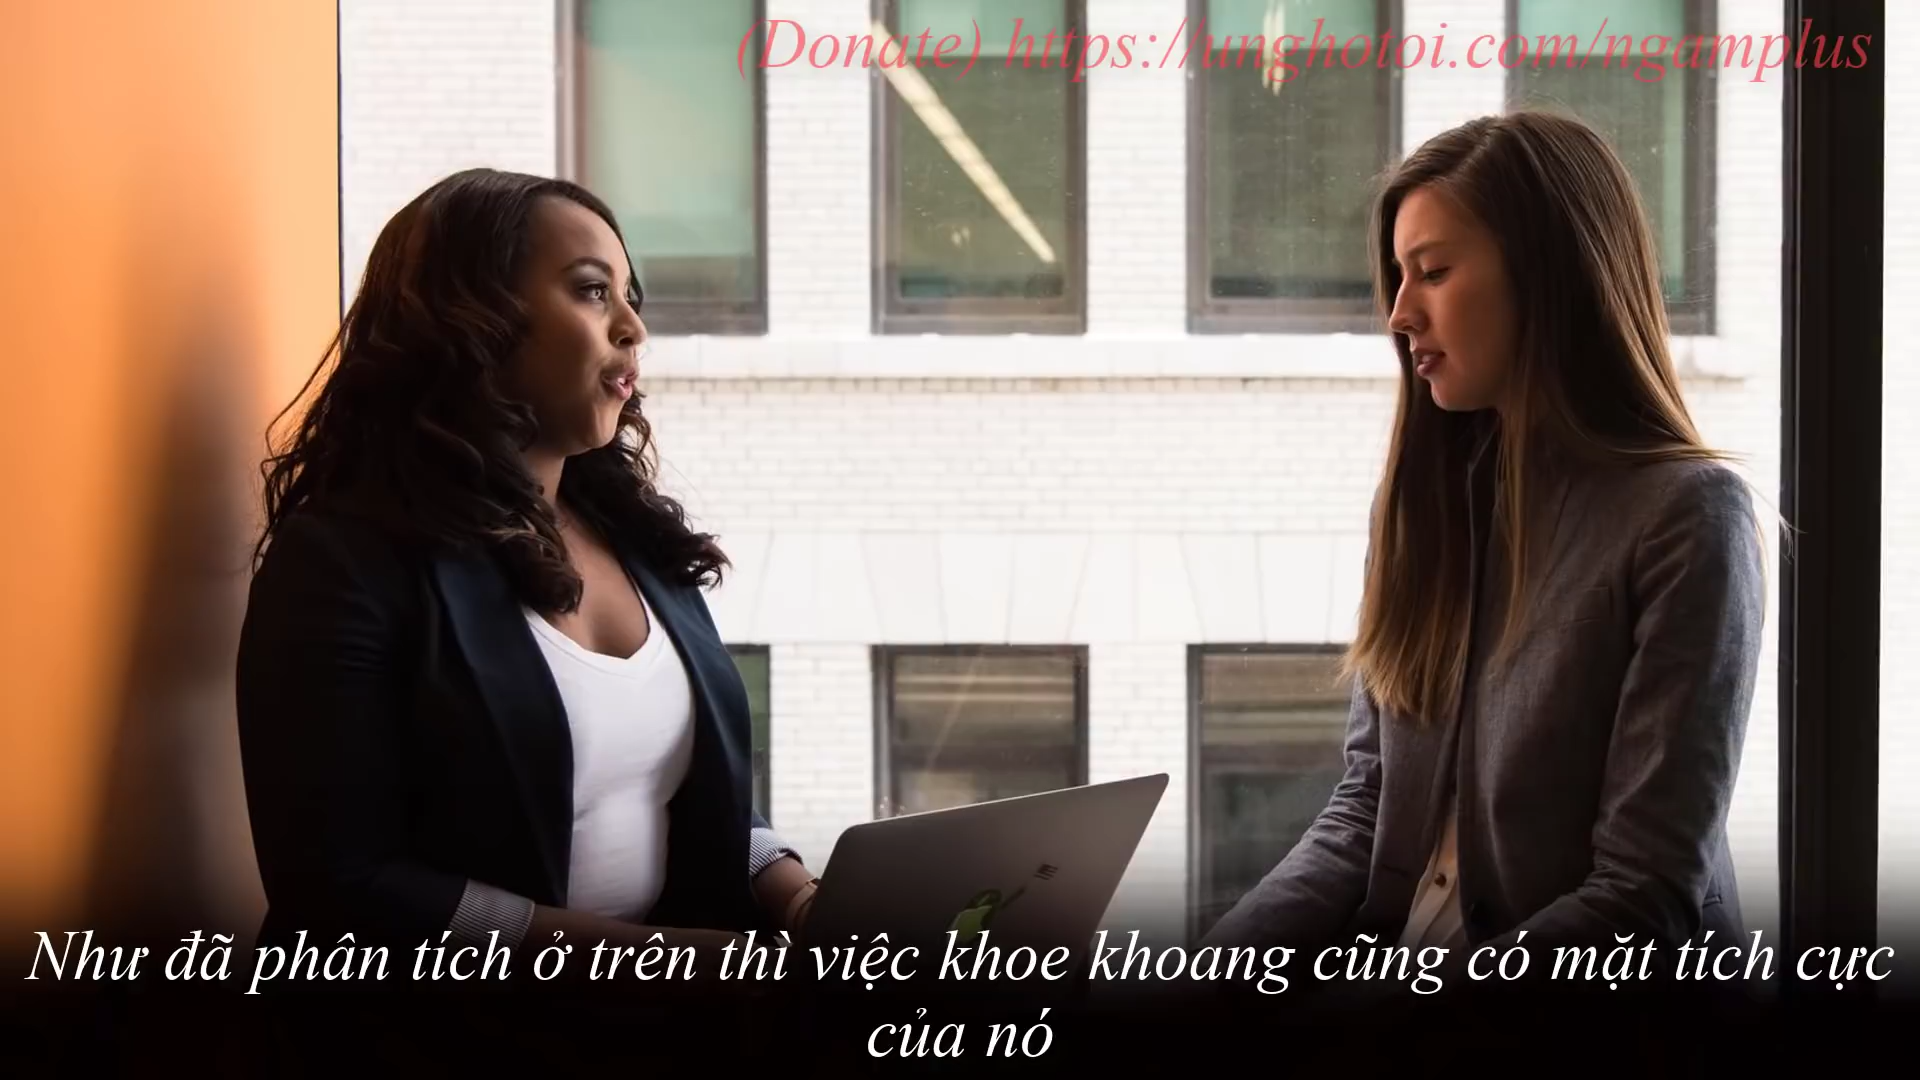 (Donate) https://unghotoi.com/ngamplus
Như đã phân tích ở trên thì việc khoe khoang cũng có mặt tích cực
của nó